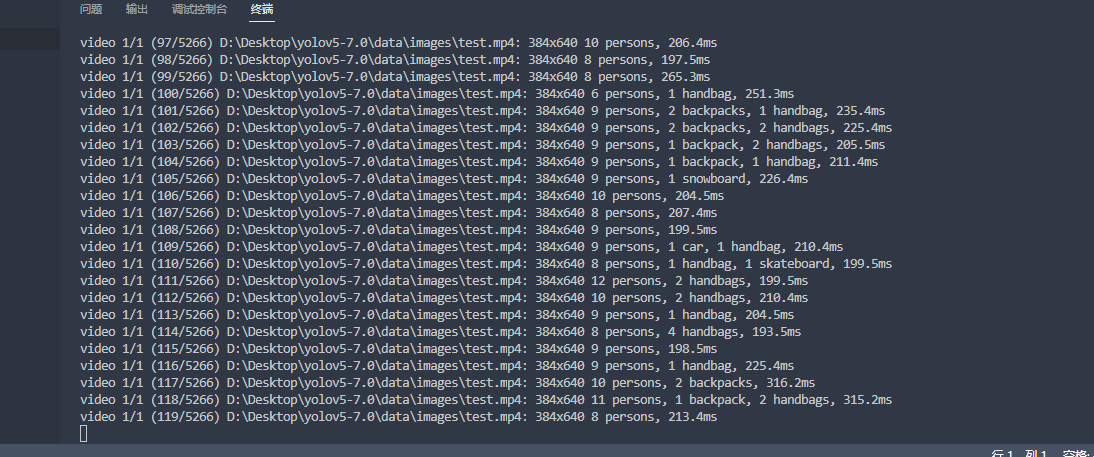 问题 输出 调试控制台 终端
video 1/1 (97/5266) D:\Desktop\yolov5-7.0\data\images\test.mp4: 384x640 10 persons, 206.4ms
video 1/1 (98/5266) D:\Desktop\yolov5-7.0\data\images\test.mp4: 384x640 8 persons, 197.5ms
video 1/1 (99/5266) D:\Desktop\yolov5-7.0\data\images\test.mp4: 384x640 8 persons, 265.3ms
video 1/1 (100/5266) D:\Desktop\yolov5-7.0\data\images\test.mp4: 384x640 6 persons, 1 handbag, 251.3ms
video 1/1 (101/5266) D:\Desktop\yolov5-7.0\data\images\test.mp4: 384x640 9 persons, 2 backpacks, 1 handbag, 235.4ms
video 1/1 (102/5266) D:\Desktop\yolov5-7.0\data\images\test.mp4: 384x640 9 persons, 2 backpacks, 2 handbags, 225.4ms
video 1/1 (103/5266) D:\Desktop\yolov5-7.0\data\images\test.mp4: 384x640 9 persons, 1 backpack, 2 handbags, 205.5ms
video 1/1 (104/5266) D:\Desktop\yolov5-7.0\data\images\test.mp4: 384x640 9 persons, 1 backpack, 1 handbag, 211.4ms
video 1/1 (105/5266) D:\Desktop\yolov5-7.0\data\images\test.mp4: 384x640 9 persons, 1 snowboard, 226.4ms
video 1/1 (106/5266) D:\Desktop\yolov5-7.0\data\images\test.mp4: 384x640 10 persons, 204.5ms
video 1/1 (107/5266) D:\Desktop\yolov5-7.0\data\images\test.mp4: 384x640 8 persons, 207.4ms
video 1/1 (108/5266) D:\Desktop\yolov5-7.0\data\images\test.mp4: 384x640 9 persons, 199.5ms
video 1/1 (109/5266) D:\Desktop\yolov5-7.0\data\images\test.mp4: 384x640 9 persons, 1 car, 1 handbag, 210.4ms
video 1/1 (110/5266) D:\Desktop\yolov5-7.0\data\images\test.mp4: 384x640 8 persons, 1 handbag, 1 skateboard, 199.5ms
video 1/1 (111/5266) D:\Desktop\yolov5-7.0\data\images\test.mp4: 384x640 12 persons, 2 handbags, 199.5ms
video 1/1 (112/5266) D:\Desktop\yolov5-7.0\data\images\test.mp4: 384x640 10 persons, 2 handbags, 210.4ms
video 1/1 (113/5266) D:\Desktop\yolov5-7.0\data\images\test.mp4: 384x640 9 persons, 1 handbag, 204.5ms
video 1/1 (114/5266) D:\Desktop\yolov5-7.0\data\images\test.mp4: 384x640 8 persons, 4 handbags, 193.5ms
video 1/1 (115/5266) D:\Desktop\yolov5-7.0\data\images\test.mp4: 384x640 9 persons, 198.5ms
video 1/1 (116/5266) D:\Desktop\yolov5-7.0\data\images\test.mp4: 384x640 9 persons, 1 handbag, 225.4ms
video 1/1 (117/5266) D:\Desktop\yolov5-7.0\data\images\test.mp4: 384x640 10 persons, 2 backpacks, 316.2ms
video 1/1 (118/5266) D:\Desktop\yolov5-7.0\data\images\test.mp4: 384x640 11 persons, 1 backpack, 2 handbags, 315.2ms
video 1/1 (119/5266) D:\Desktop\yolov5-7.0\data\images\test.mp4: 384x640 8 persons, 213.4ms
行 1，列 1 空格: